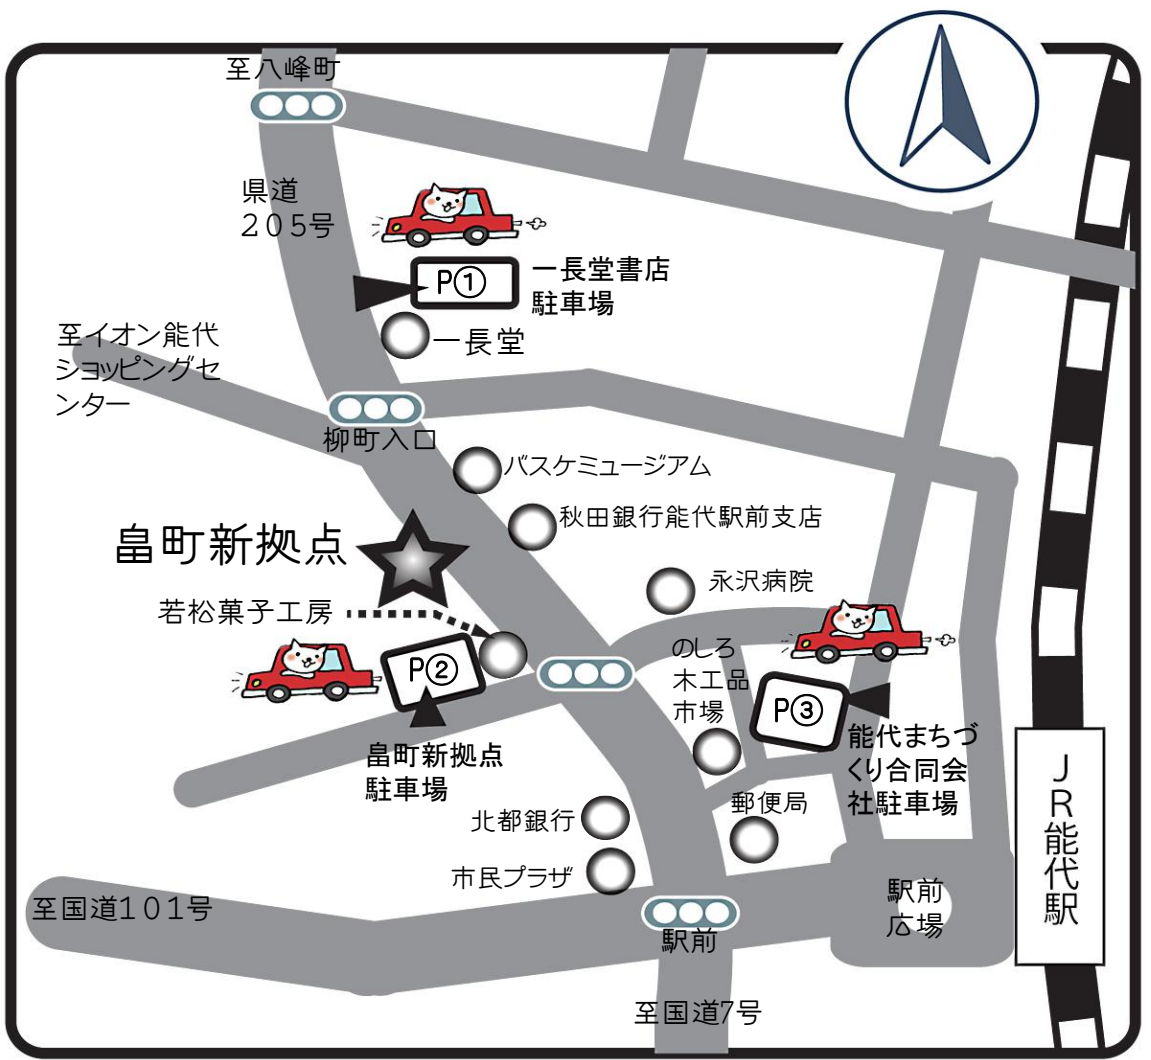 至八峰町
県道
205号
P①
一長堂書店
駐車場
一長堂
至イオン能代
ショッピングセ
ンター
柳町入口
バスケミュージアム
秋田銀行能代駅前支店
畠町新拠点
永沢病院
若松菓子工房
P②
のしろ
木工品
市場
P③
畠町新拠点
駐車場
能代まちづ
くり合同会
社駐車場
北都銀行
郵便局
市民プラザ
JR能代駅
至国道101号
駅前
広場
駅前
至国道7号